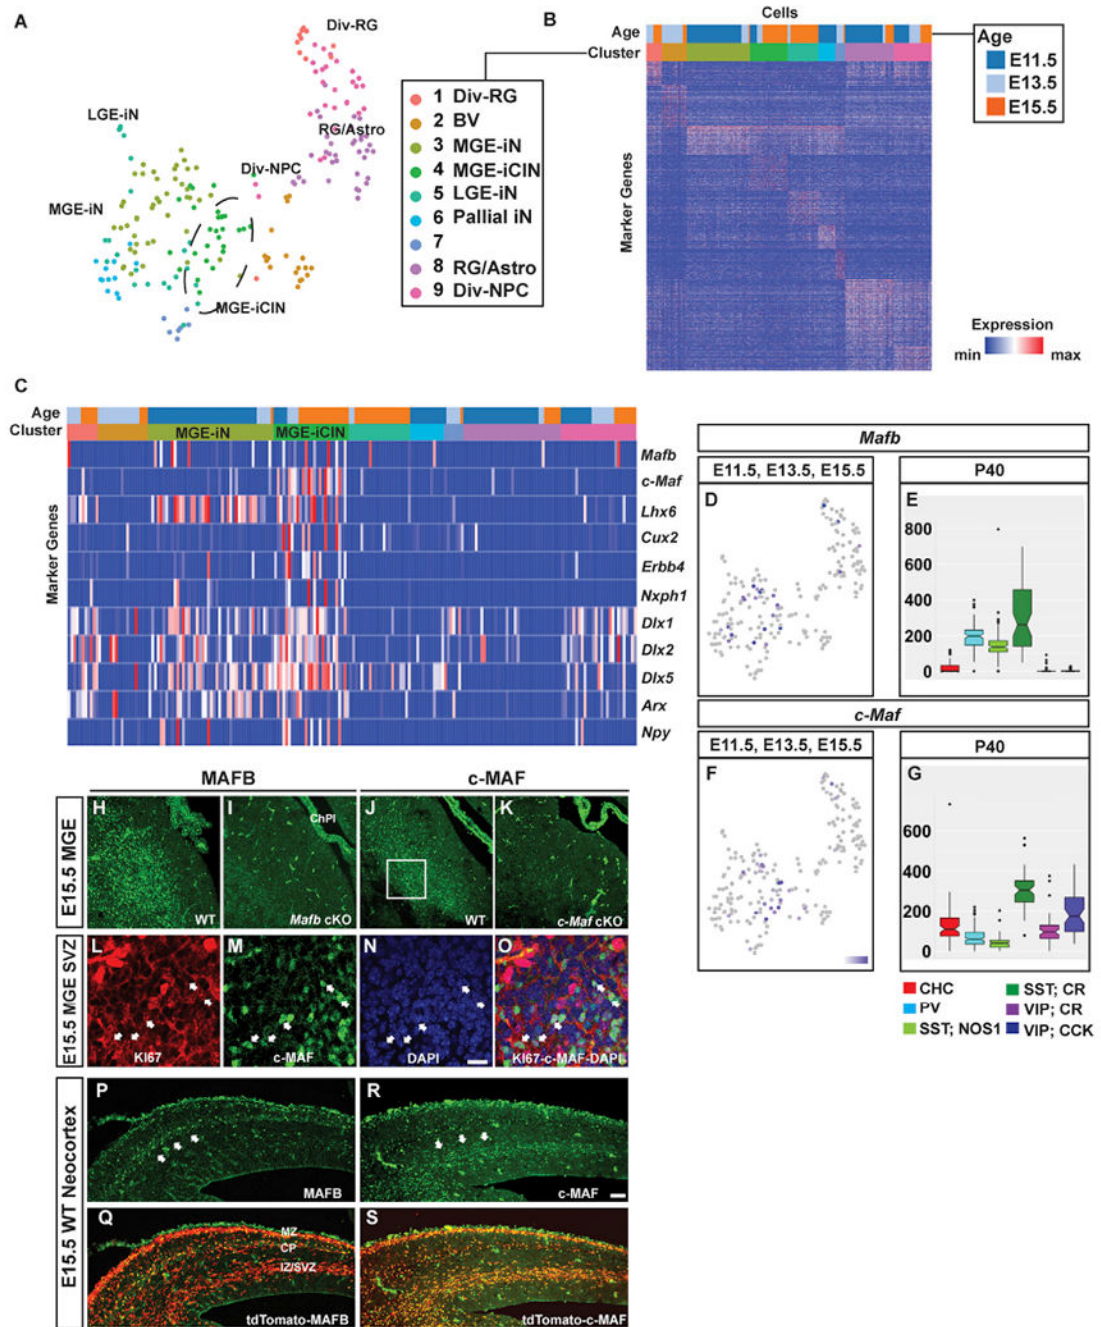 A
Div-RG
LGE-iN
RG/Astro
Div-NPC
MGE-iN
MGE-iCIN
1 Div-RG
2 BV
3 MGE-iN
4 MGE-iCIN
5 LGE-iN
6 Pallial iN
7
8 RG/Astro
9 Div-NPC
B
Cells
Age
Cluster
Marker Genes
Age
E11.5
E13.5
E15.5
Expression
min
max
C
Age
Cluster
MGE-iN
MGE-iCIN
Marker Genes
Mafb
c-Maf
Lhx6
Cux2
Erbb4
Nxph1
Dlx1
Dlx2
Dlx5
Arx
Npy
Mafb
E11.5, E13.5, E15.5
P40
D
E
800
600
400
200
0
c-Maf
E11.5, E13.5, E15.5
P40
F
G
600
400
200
0
CHC
PV
SST; NOS1
SST; CR
VIP; CR
VIP; CCK
MAFB
c-MAF
E15.5 MGE
H
WT
I
ChPl
Mafb cKO
J
WT
K
c-Maf cKO
E15.5 MGE SVZ
L
KI67
M
c-MAF
N
DAPI
O
KI67-c-MAF-DAPI
E15.5 WT Neocortex
P
MAFB
R
c-MAF
Q
MZ
CP
IZ/SVZ
tdTomato-MAFB
S
tdTomato-c-MAF